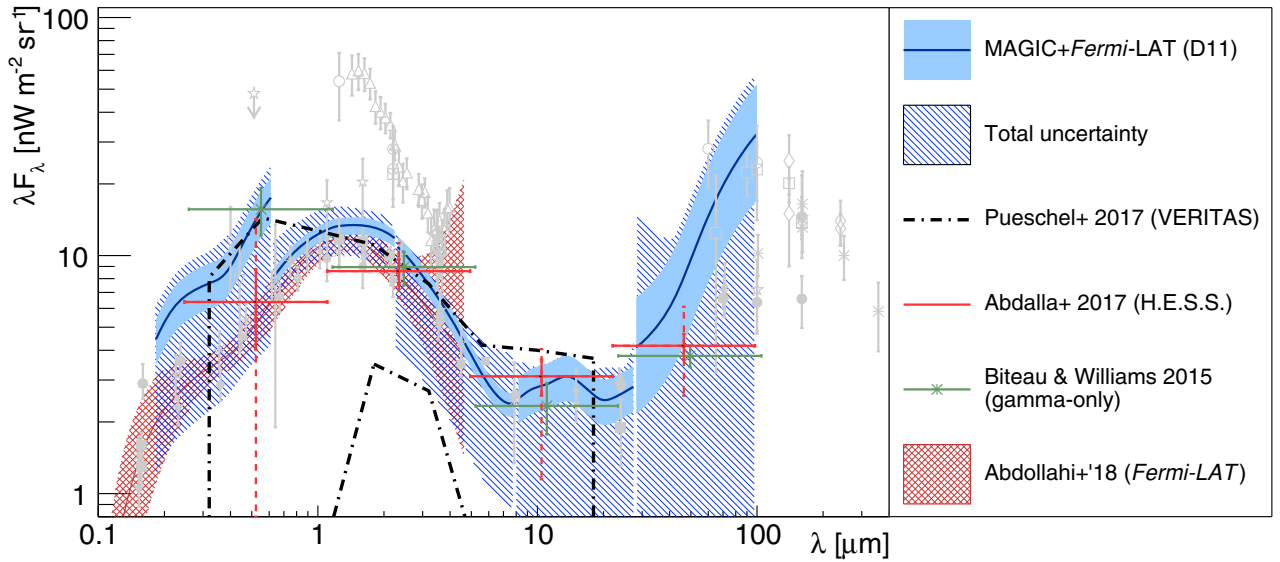 λFλ [nW m-2 sr-1]
100
10
1
0.1
1
10
100
λ [μm]
MAGIC+Fermi-LAT (D11)
Total uncertainty
Pueschel+ 2017 (VERITAS)
Abdalla+ 2017 (H.E.S.S.)
Biteau & Williams 2015
(gamma-only)
Abdollahi+'18 (Fermi-LAT)